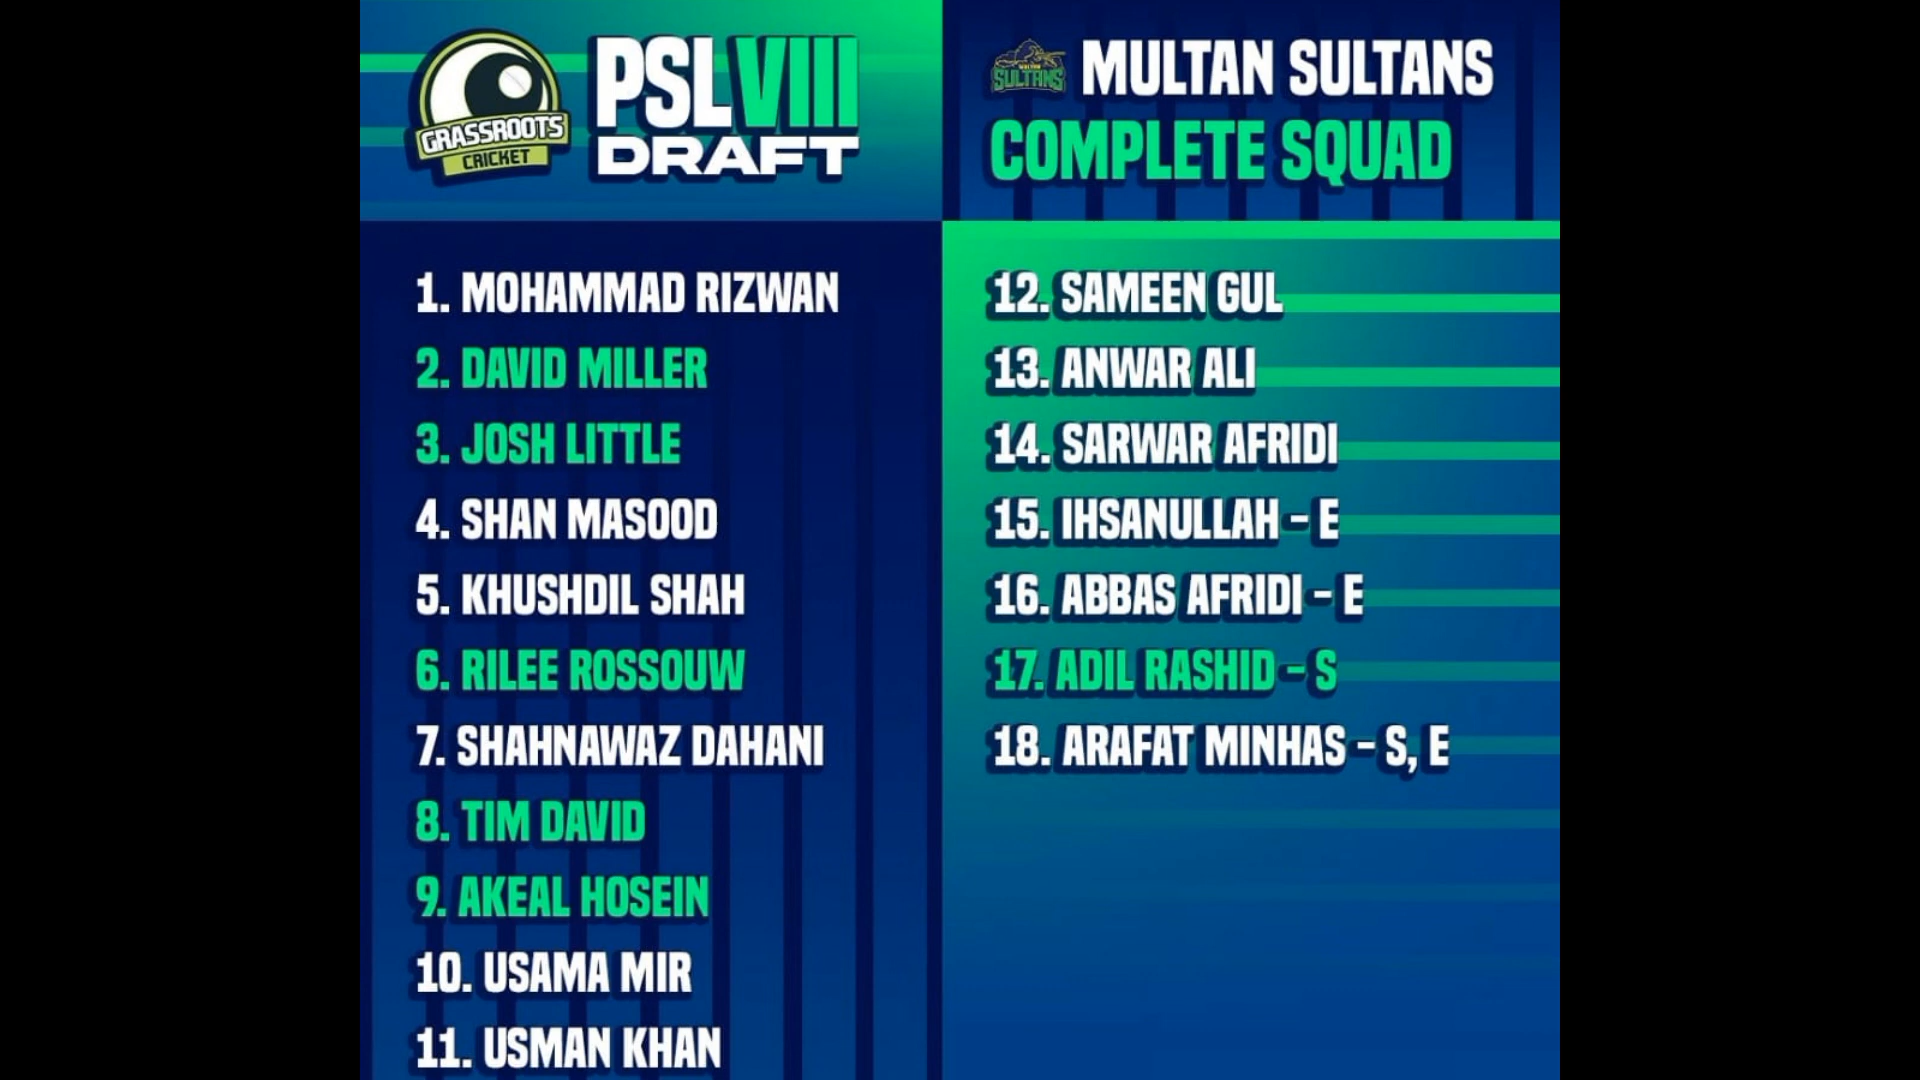 GRASSROOTS
CRICKET
PSL VIII
DRAFT
MULTAN
SULTANS
MULTAN SULTANS
COMPLETE SQUAD
1. MOHAMMAD RIZWAN
2. DAVID MILLER
3. JOSH LITTLE
4. SHAN MASOOD
5. KHUSHDIL SHAH
6. RILEE ROSSOUW
7. SHAHNAWAZ DAHANI
8. TIM DAVID
9. AKEAL HOSEIN
10. USAMA MIR
11. USMAN KHAN
12. SAMEEN GUL
13. ANWAR ALI
14. SARWAR AFRIDI
15. IHSANULLAH - E
16. ABBAS AFRIDI - E
17. ADIL RASHID - S
18. ARAFAT MINHAS - S, E